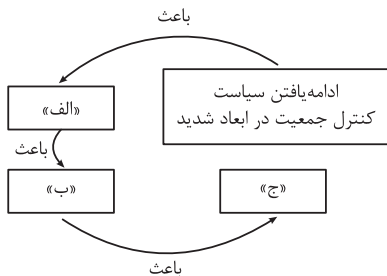 باعث
ادامه‌یافتن سیاست
کنترل جمعیت در ابعاد شدید
«الف»
باعث
«ج»
«ب»
باعث